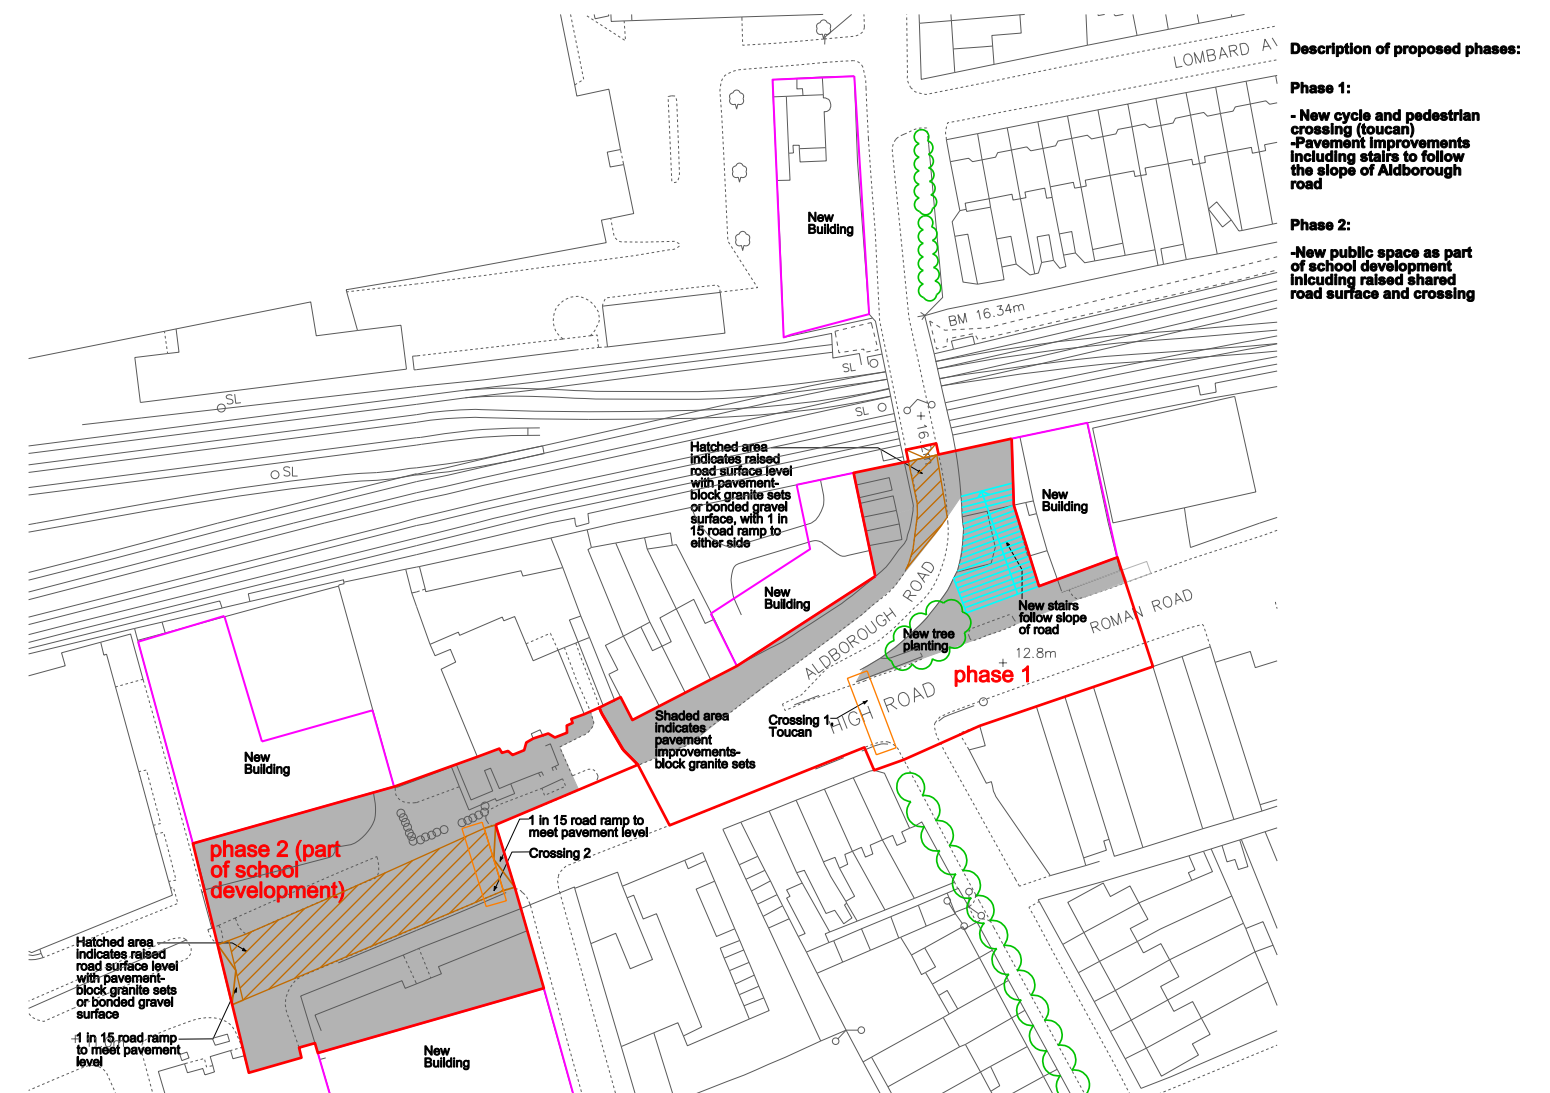 LOMBARD AV
Description of proposed phases:
Phase 1:
- New cycle and pedestrian
crossing (toucan)
-Pavement improvements
including stairs to follow
the slope of Aldborough
road
Phase 2:
-New public space as part
of school development
inlcuding raised shared
road surface and crossing
New
Building
BM 16.34m
SL
SL
SL
SL
+16.
Hatched area
indicates raised
road surface level
with pavement-
block granite sets
or bonded gravel
surface, with 1 in
15 road ramp to
either side
New
Building
New
Building
ALDBOROUGH ROAD
New stairs
follow slope
of road
ROMAN ROAD
New tree
planting
+ 12.8m
phase 1
HIGH ROAD
Crossing 1,
Toucan
Shaded area
indicates
pavement
improvements-
block granite sets
New
Building
1 in 15 road ramp to
meet pavement level
Crossing 2
phase 2 (part
of school
development)
Hatched area
indicates raised
road surface level
with pavement-
block granite sets
or bonded gravel
surface
1 in 15 road ramp
to meet pavement
level
New
Building